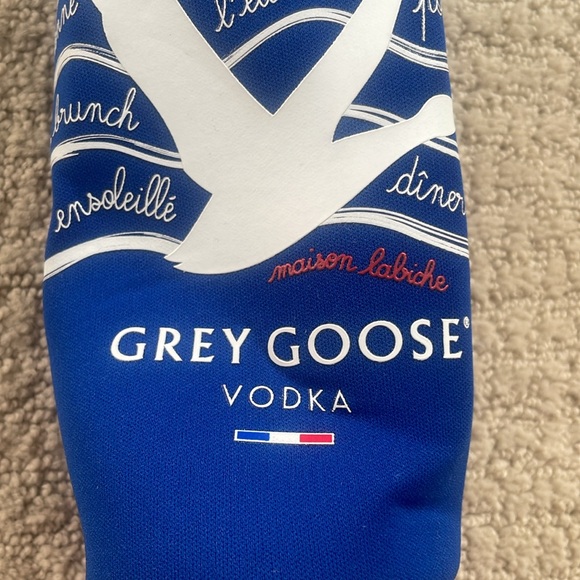 brunch
ensoleillé
dîner
maison labiche
GREY GOOSE®
VODKA